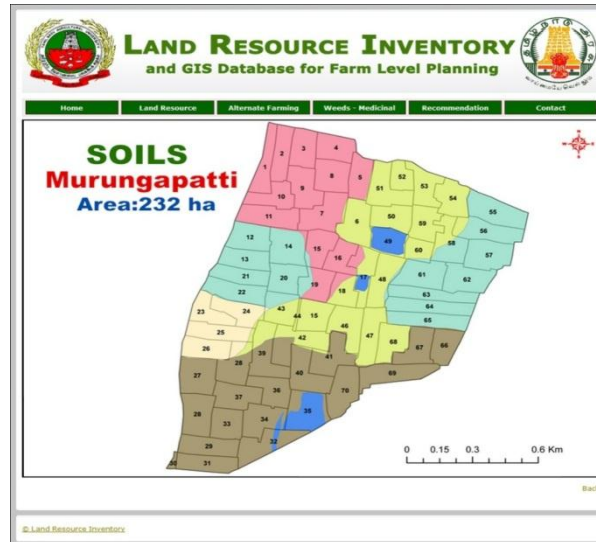 LAND RESOURCE INVENTORY
and GIS Database for Farm Level Planning
Home Land Resource Alternate Farming Weeds - Medicinal Recommendation Contact
SOILS
Murungapatti
Area:232 ha
1 2 3 4
5 51 52 53 54
9 8
10
11 7 6 50 59 55
56
12 14 49 60 58 57
13 15 16
21 20 17 48 61 62
22 19 18 63
64
23 24 43 44 15 65
25 46
26 42 47 68 67 66
28 39 41
27 40 69
37 36 76
28 35
33 34
29 32
30 31
0 0.15 0.3 0.6 Km
© Land Resource Inventory